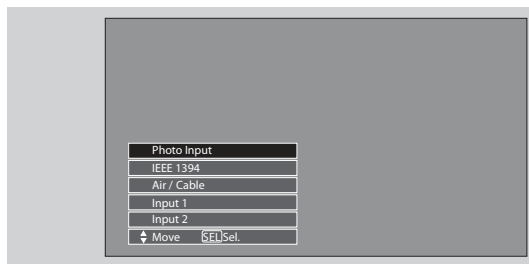 Photo Input
IEEE 1394
Air / Cable
Input 1
Input 2
Move SEL Sel.